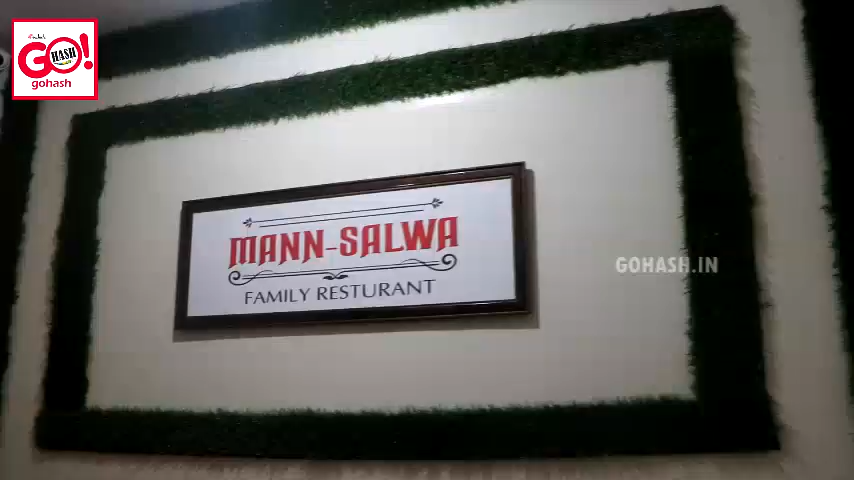 GO!
HASH
gohash
MANN-SALWA
FAMILY RESTURANT
GOHASH.IN